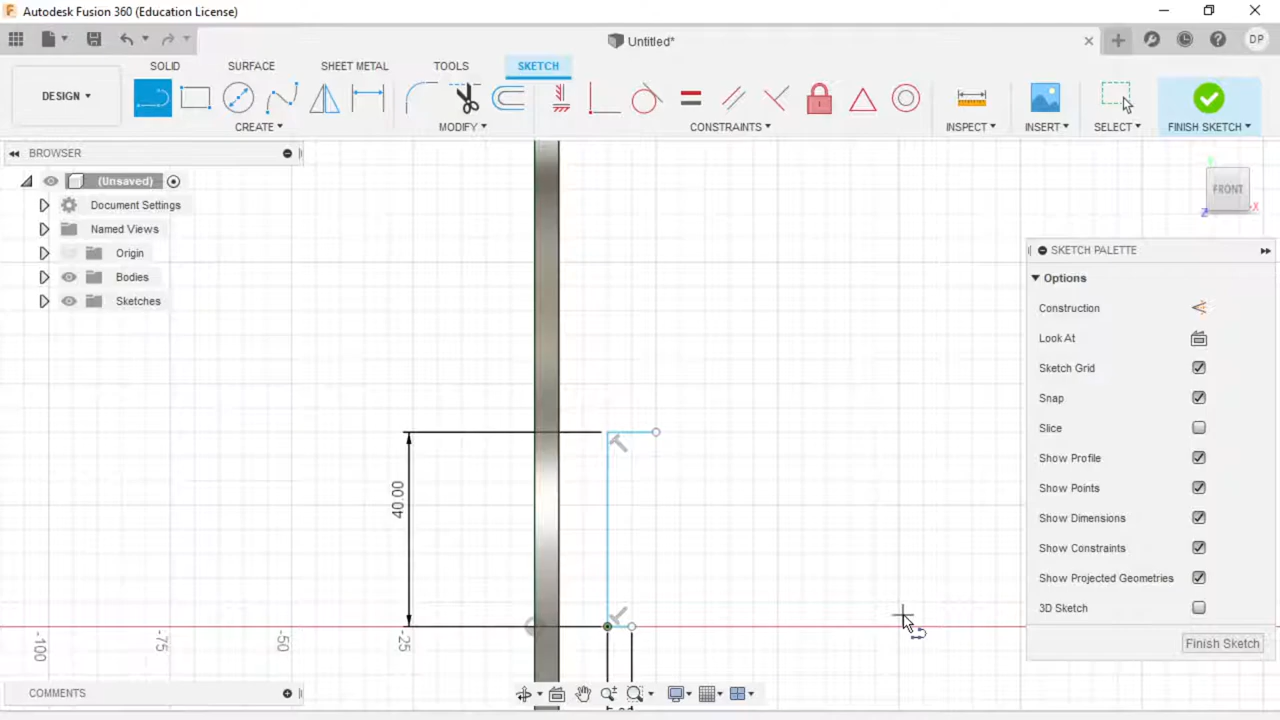 Autodesk Fusion 360 (Education License)
Untitled*
DP
DESIGN
SOLID
SURFACE
SHEET METAL
TOOLS
SKETCH
CREATE
MODIFY
CONSTRAINTS
INSPECT
INSERT
SELECT
FINISH SKETCH
BROWSER
(Unsaved)
Document Settings
Named Views
Origin
Bodies
Sketches
FRONT
Y
X
Z
SKETCH PALETTE
Options
Construction
Look At
Sketch Grid
Snap
Slice
Show Profile
Show Points
Show Dimensions
Show Constraints
Show Projected Geometries
3D Sketch
Finish Sketch
40.00
-100
-75
-50
-25
COMMENTS